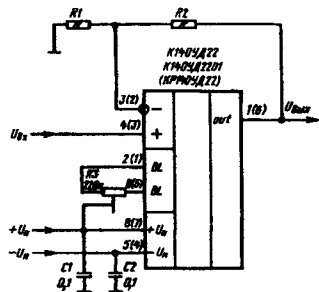 R1
R2
К140УД22
К140УД2201
(КР140УД22)
3(2)
−
4(3)
+
Uвх
out
1(6)
Uвых
2(1)
BL
R3
8(5)
BL
+Uп
6(7)
+Uп
−Uп
5(4)
−Uп
C1
0,1
C2
0,1